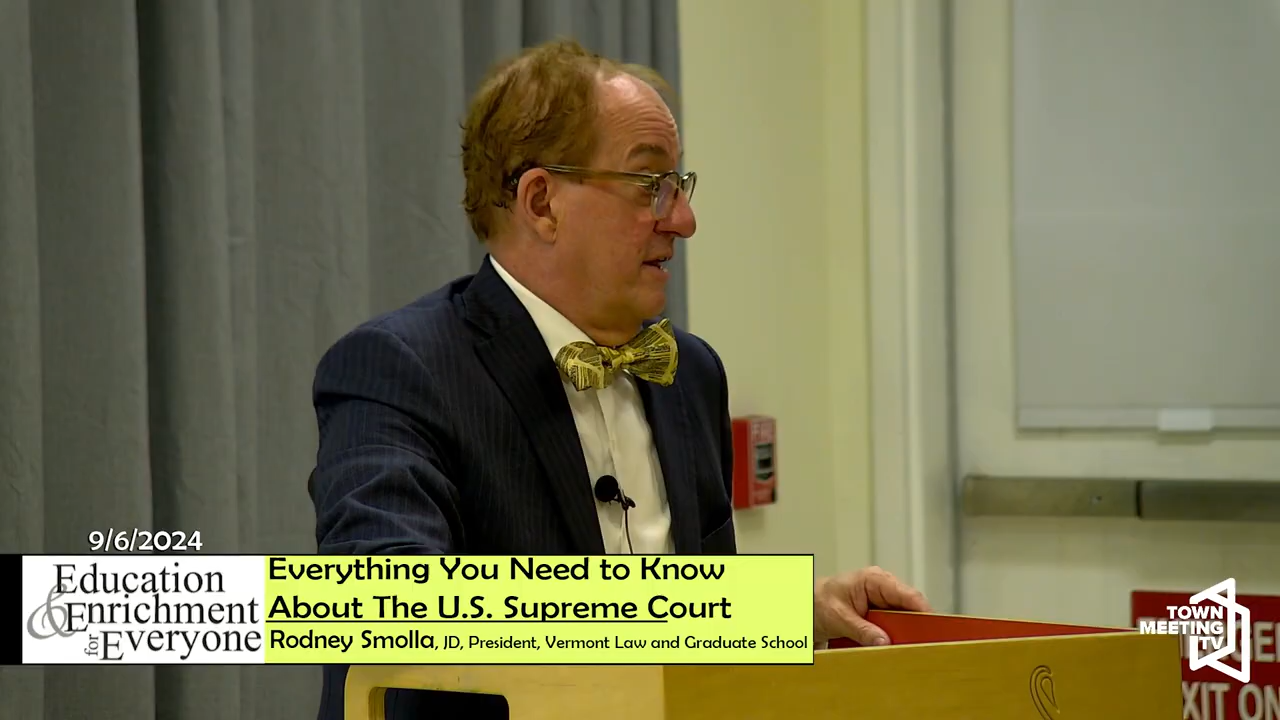 9/6/2024
Education
& Enrichment
for Everyone
Everything You Need to Know
About The U.S. Supreme Court
Rodney Smolla, JD, President, Vermont Law and Graduate School
TOWN
MEETING
TV
XIT ON